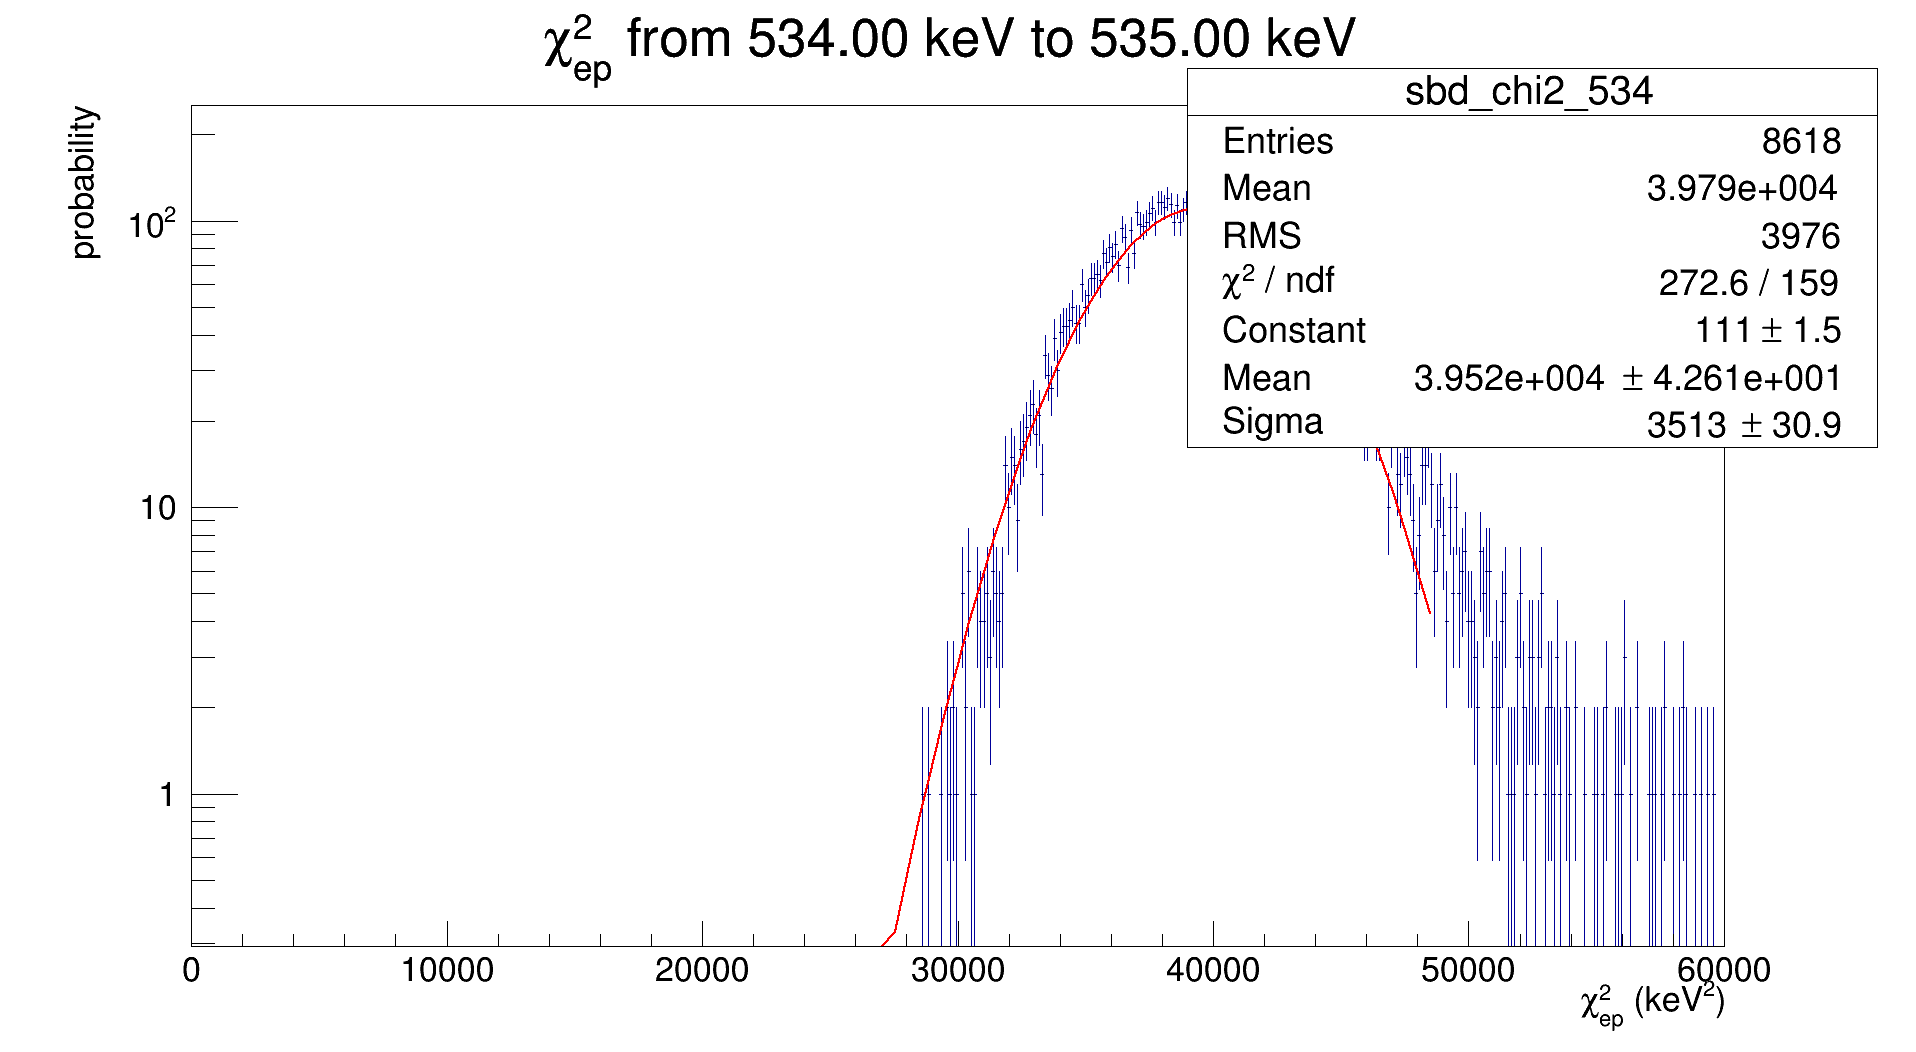 χ²ep from 534.00 keV to 535.00 keV
sbd_chi2_534
Entries 8618
Mean 3.979e+004
RMS 3976
χ² / ndf 272.6 / 159
Constant 111 ± 1.5
Mean 3.952e+004 ± 4.261e+001
Sigma 3513 ± 30.9
probability
10²
10
1
0 10000 20000 30000 40000 50000 60000
χ²ep (keV²)